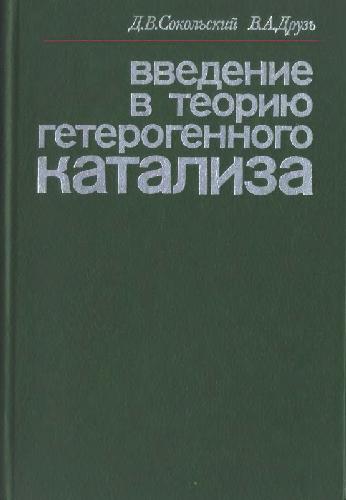 Д.В.Сокольский В.А.Друзь
введение
в теорию
гетерогенного
катализа